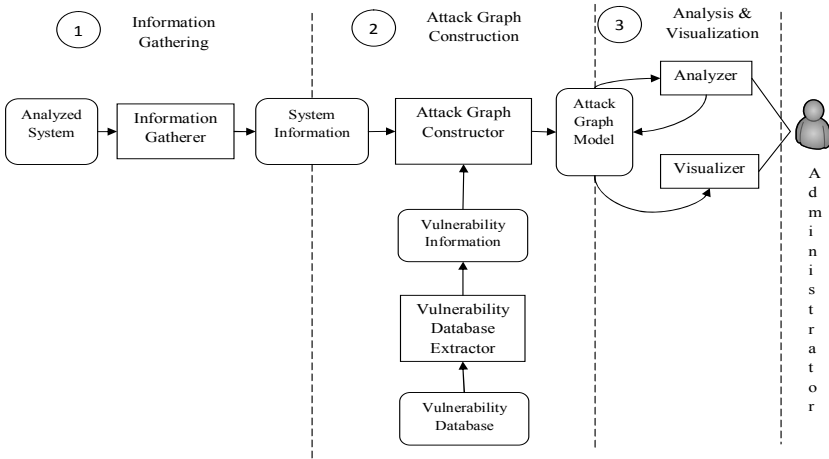 1
Information
Gathering
2
Attack Graph
Construction
3
Analysis &
Visualization
Analyzed
System
Information
Gatherer
System
Information
Attack Graph
Constructor
Attack
Graph
Model
Analyzer
Visualizer
Vulnerability
Information
Vulnerability
Database
Extractor
Vulnerability
Database
Administrator